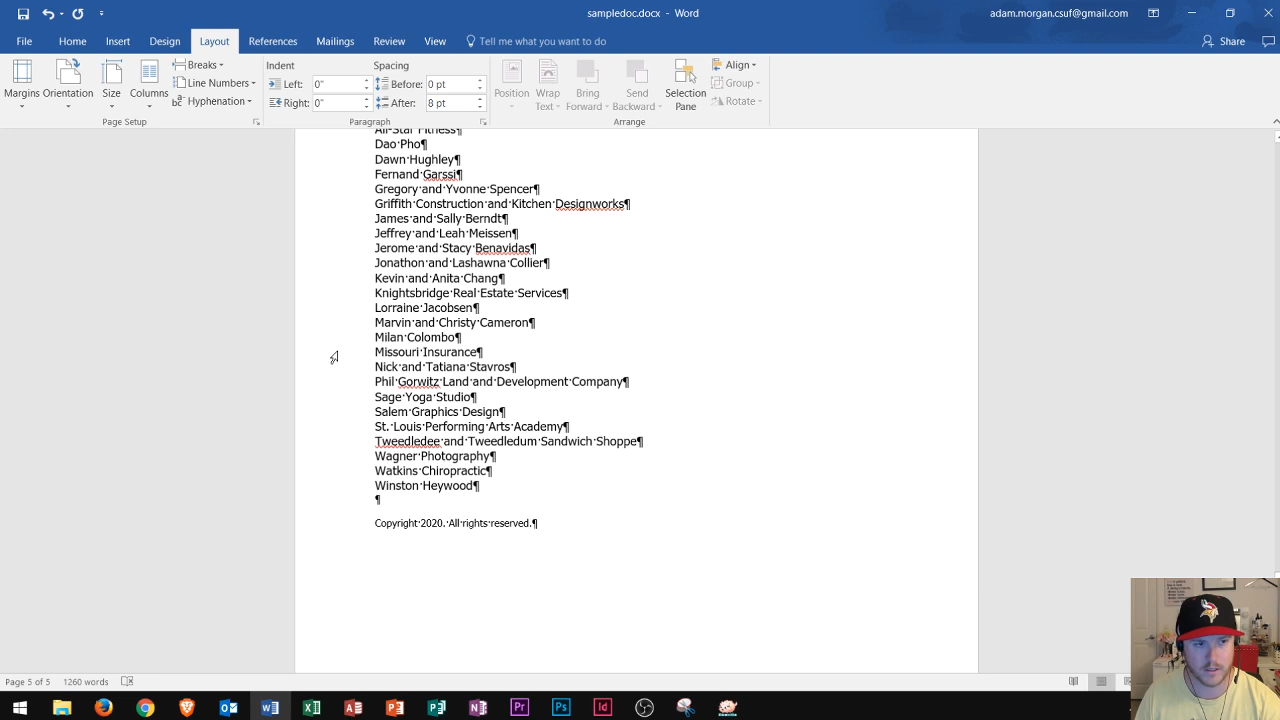 sampledoc.docx - Word
adam.morgan.csuf@gmail.com
File Home Insert Design Layout References Mailings Review View Tell me what you want to do Share
Margins Orientation Size Columns
Breaks
Line Numbers
Hyphenation
Page Setup
Indent
Left: 0"
Right: 0"
Spacing
Before: 0 pt
After: 8 pt
Paragraph
Position
Wrap Text
Bring Forward
Send Backward
Selection Pane
Align
Group
Rotate
Arrange
All-Star·Fitness¶
Dao·Pho¶
Dawn·Hughley¶
Fernand·Garssi¶
Gregory·and·Yvonne·Spencer¶
Griffith·Construction·and·Kitchen·Designworks¶
James·and·Sally·Berndt¶
Jeffrey·and·Leah·Meissen¶
Jerome·and·Stacy·Benavidas¶
Jonathon·and·Lashawna·Collier¶
Kevin·and·Anita·Chang¶
Knightsbridge·Real·Estate·Services¶
Lorraine·Jacobsen¶
Marvin·and·Christy·Cameron¶
Milan·Colombo¶
Missouri·Insurance¶
Nick·and·Tatiana·Stavros¶
Phil·Gorwitz·Land·and·Development·Company¶
Sage·Yoga·Studio¶
Salem·Graphics·Design¶
St.·Louis·Performing·Arts·Academy¶
Tweedledee·and·Tweedledum·Sandwich·Shoppe¶
Wagner·Photography¶
Watkins·Chiropractic¶
Winston·Heywood¶
¶
Copyright·2020.·All·rights·reserved.¶
Page 5 of 5 1260 words